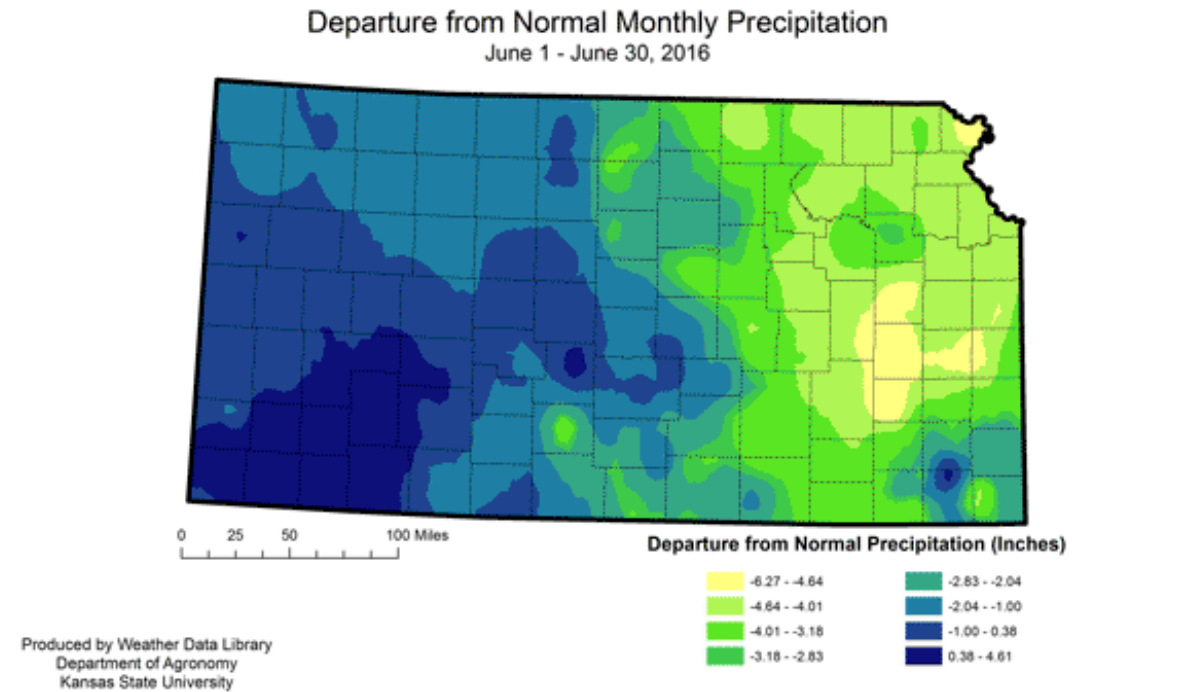 Departure from Normal Monthly Precipitation
June 1 - June 30, 2016
0 25 50 100 Miles
Departure from Normal Precipitation (Inches)
-6.27 - -4.64
-4.64 - -4.01
-4.01 - -3.18
-3.18 - -2.83
-2.83 - -2.04
-2.04 - -1.00
-1.00 - 0.38
0.38 - 4.61
Produced by Weather Data Library
Department of Agronomy
Kansas State University